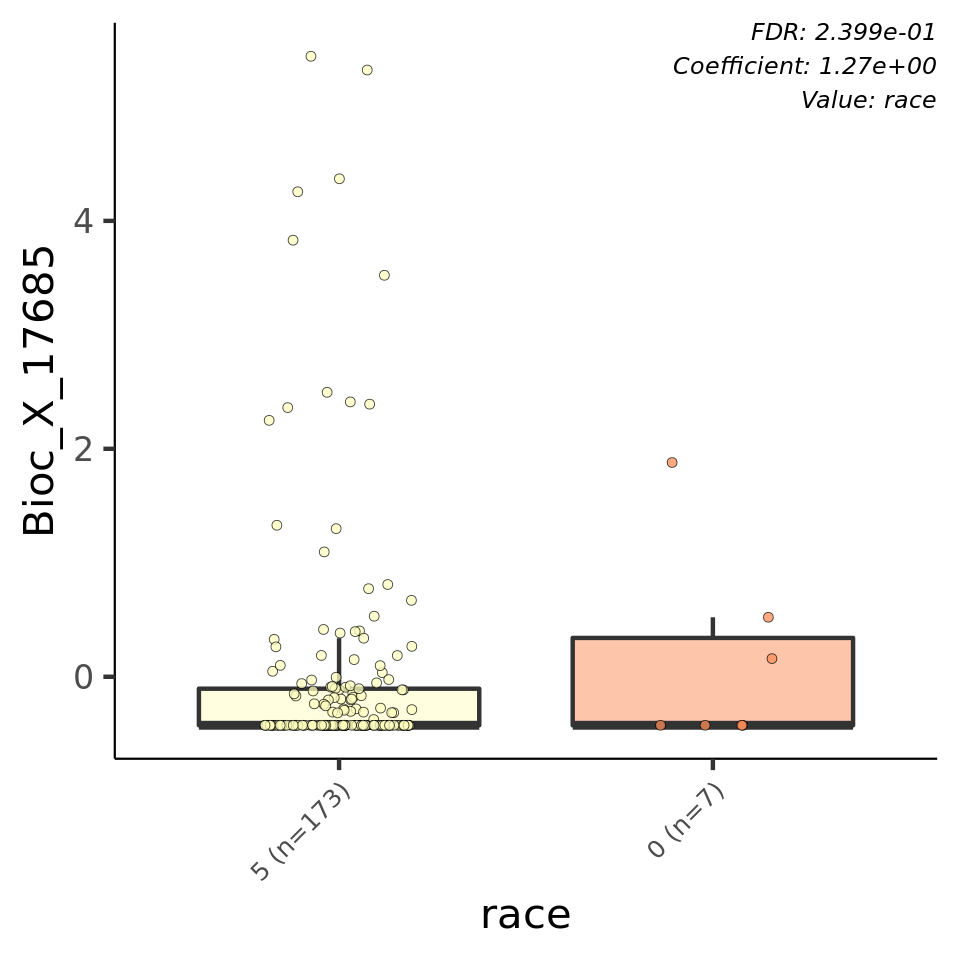 FDR: 2.399e-01
Coefficient: 1.27e+00
Value: race
Bioc_X_17685
4
2
0
5 (n=173)
0 (n=7)
race